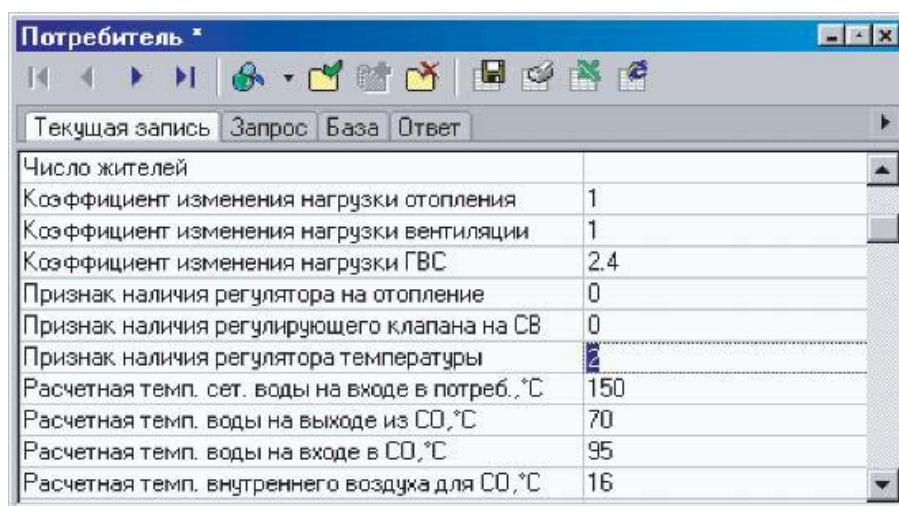 Потребитель *
Текущая запись Запрос База Ответ
Число жителей
Коэффициент изменения нагрузки отопления 1
Коэффициент изменения нагрузки вентиляции 1
Коэффициент изменения нагрузки ГВС 2.4
Признак наличия регулятора на отопление 0
Признак наличия регулирующего клапана на СВ 0
Признак наличия регулятора температуры 2
Расчетная темп. сет. воды на входе в потреб.,°C 150
Расчетная темп. воды на выходе из СО,°C 70
Расчетная темп. воды на входе в СО,°C 95
Расчетная темп. внутреннего воздуха для СО,°C 16